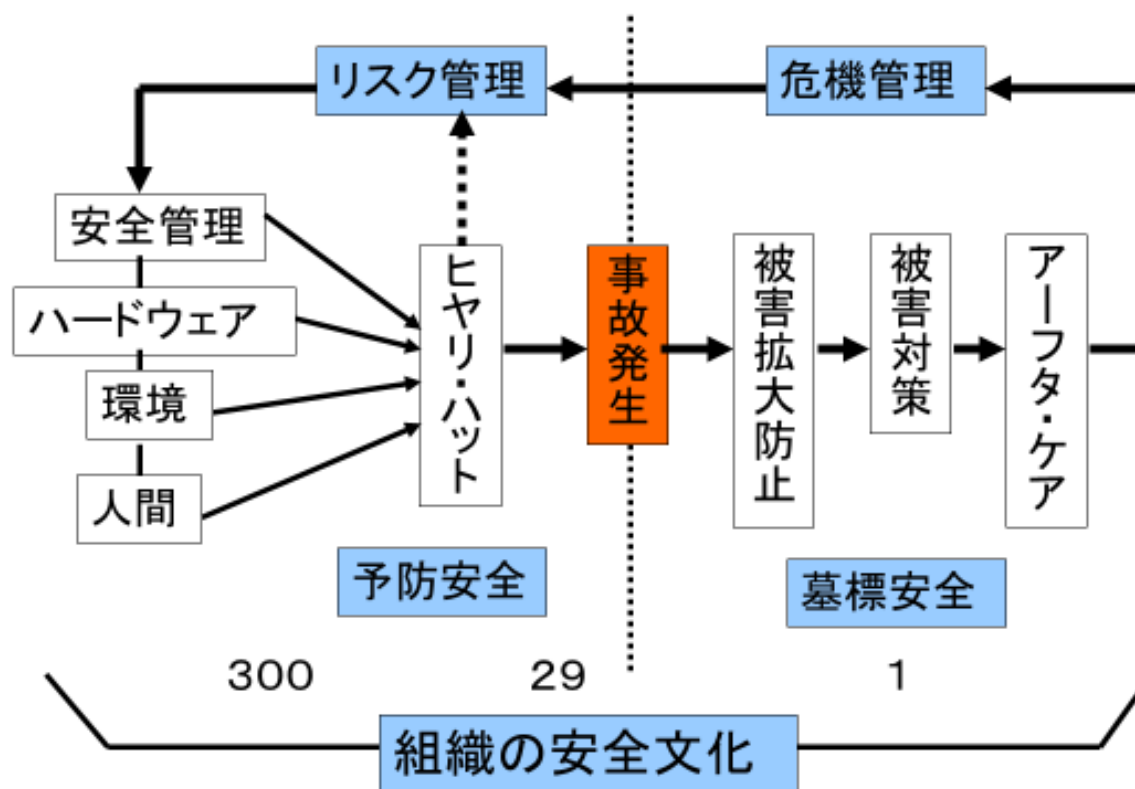 リスク管理
危機管理
安全管理
ハードウェア
環境
人間
ヒヤリ・ハット
事故発生
被害拡大防止
被害対策
アーフタ・ケア
予防安全
墓標安全
300
29
1
組織の安全文化